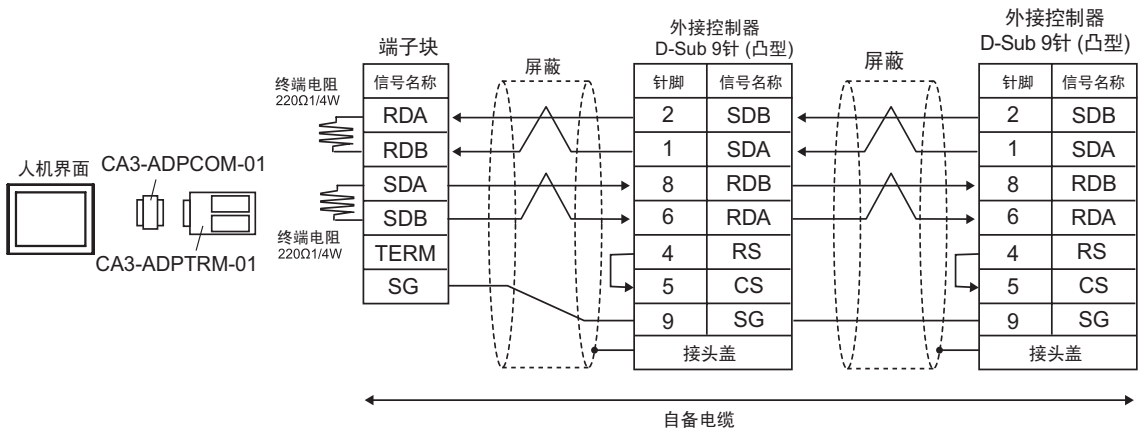 外接控制器
D-Sub 9针 (凸型)
外接控制器
D-Sub 9针 (凸型)
端子块
屏蔽
屏蔽
终端电阻
220Ω1/4W
信号名称
针脚 信号名称
针脚 信号名称
RDA
2 SDB
2 SDB
RDB
1 SDA
1 SDA
人机界面
CA3-ADPCOM-01
SDA
8 RDB
8 RDB
SDB
6 RDA
6 RDA
终端电阻
220Ω1/4W
TERM
4 RS
4 RS
CA3-ADPTRM-01
SG
5 CS
5 CS
9 SG
9 SG
接头盖
接头盖
自备电缆